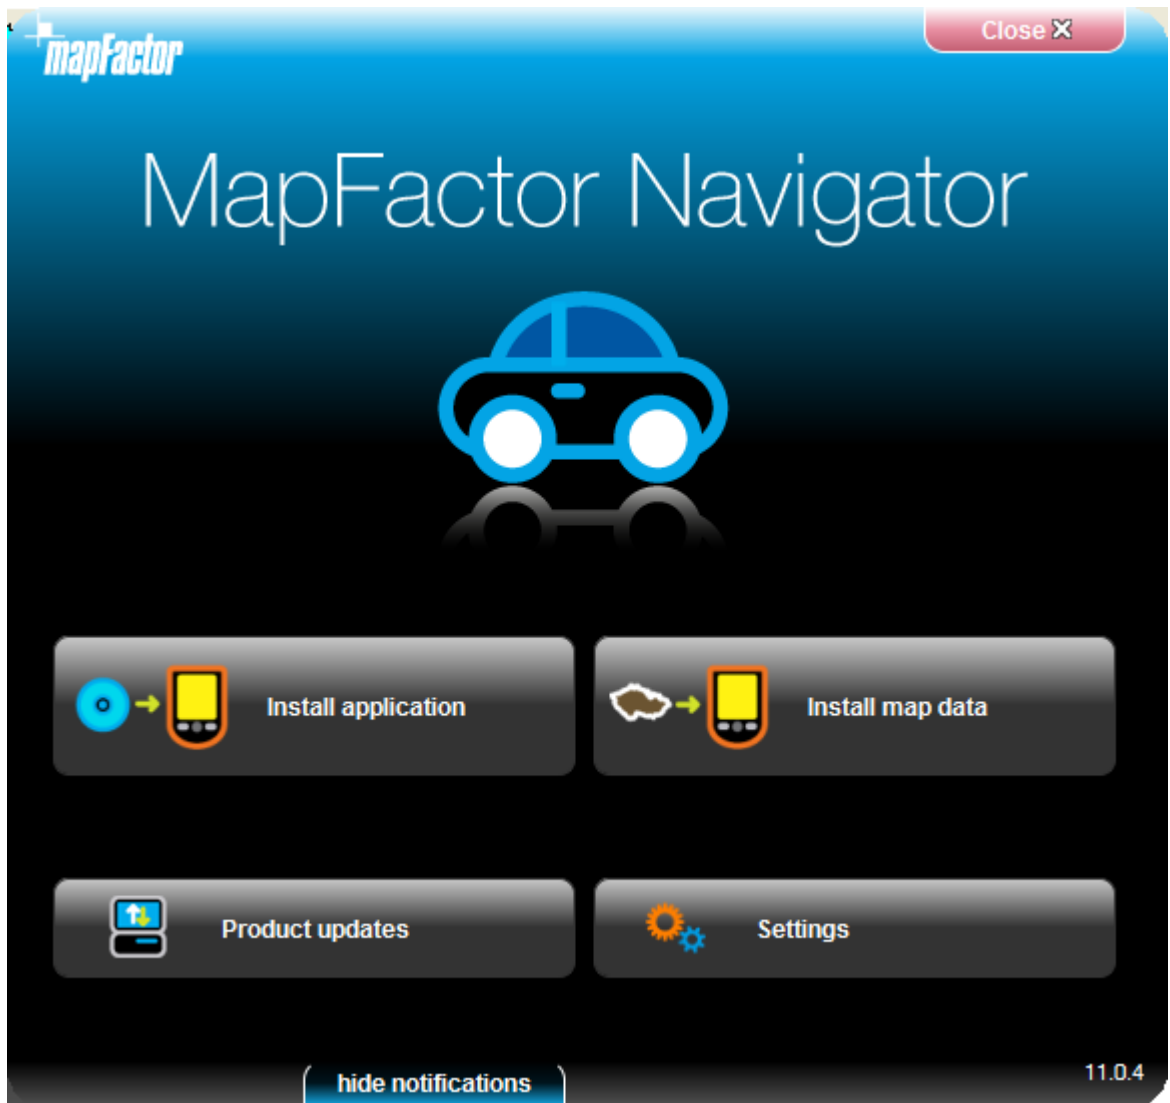 mapFactor
Close
MapFactor Navigator
Install application
Install map data
Product updates
Settings
hide notifications
11.0.4